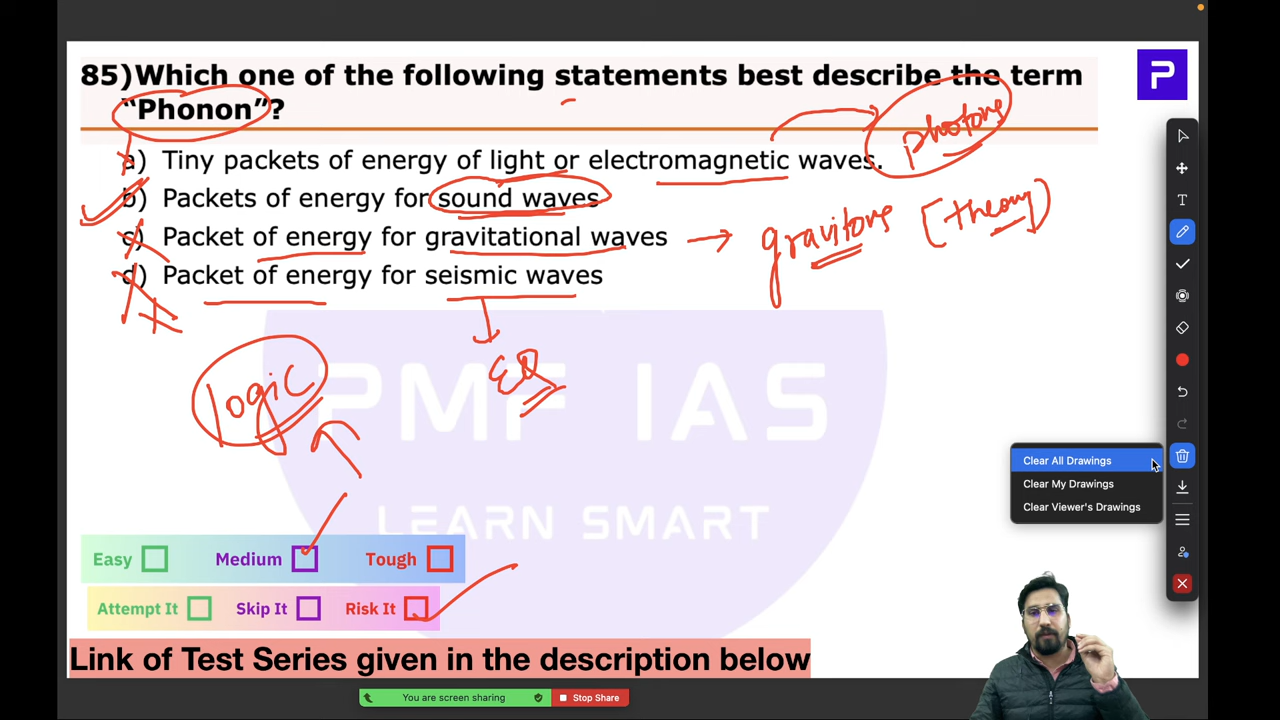 85)Which one of the following statements best describe the term
“Phonon”?
a) Tiny packets of energy of light or electromagnetic waves.
photons
b) Packets of energy for sound waves
c) Packet of energy for gravitational waves
gravitons [theory)
d) Packet of energy for seismic waves
EQ
logic
PMF IAS
LEARN SMART
Clear All Drawings
Clear My Drawings
Clear Viewer's Drawings
Easy Medium Tough
Attempt It Skip It Risk It
Link of Test Series given in the description below
You are screen sharing Stop Share